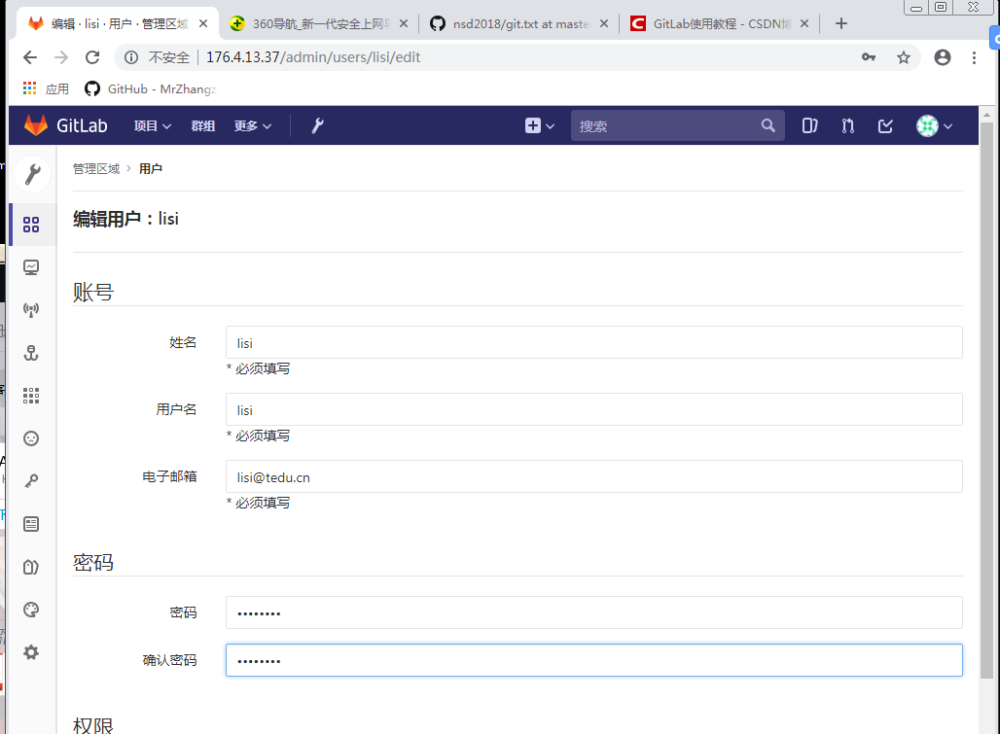 编辑 · lisi · 用户 · 管理区域
360导航_新一代安全上网导
nsd2018/git.txt at maste
GitLab使用教程 - CSDN博
不安全 | 176.4.13.37/admin/users/lisi/edit
应用 GitHub - MrZhangz
GitLab 项目 群组 更多 搜索
管理区域 > 用户
编辑用户：lisi
账号
姓名 lisi
* 必须填写
用户名 lisi
* 必须填写
电子邮箱 lisi@tedu.cn
* 必须填写
密码
密码 ••••••••
确认密码 ••••••••
权限